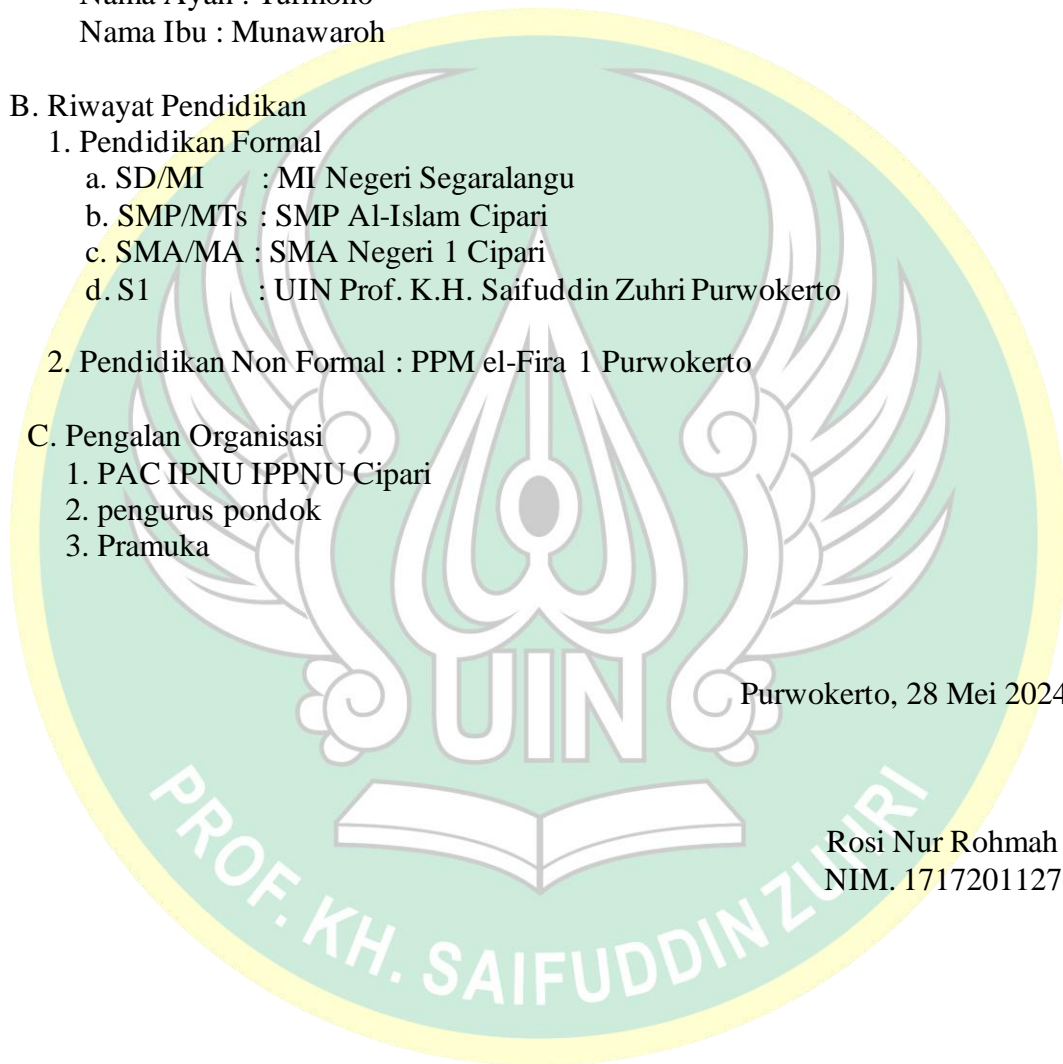 Nama Ayah : Turmono
Nama Ibu : Munawaroh
B. Riwayat Pendidikan
1. Pendidikan Formal
a. SD/MI : MI Negeri Segaralangu
b. SMP/MTs : SMP Al-Islam Cipari
c. SMA/MA : SMA Negeri 1 Cipari
d. S1 : UIN Prof. K.H. Saifuddin Zuhri Purwokerto
2. Pendidikan Non Formal : PPM el-Fira 1 Purwokerto
C. Pengalan Organisasi
1. PAC IPNU IPPNU Cipari
2. pengurus pondok
3. Pramuka
UIN
Purwokerto, 28 Mei 2024
Rosi Nur Rohmah
NIM. 1717201127
PROF. KH. SAIFUDDIN ZUHRI